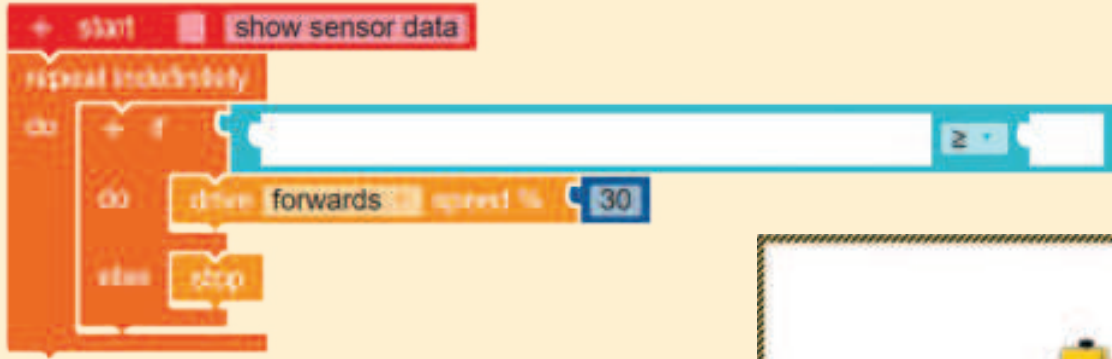 + start show sensor data
repeat indefinitely
do + if ≥
do drive forwards speed % 30
else stop